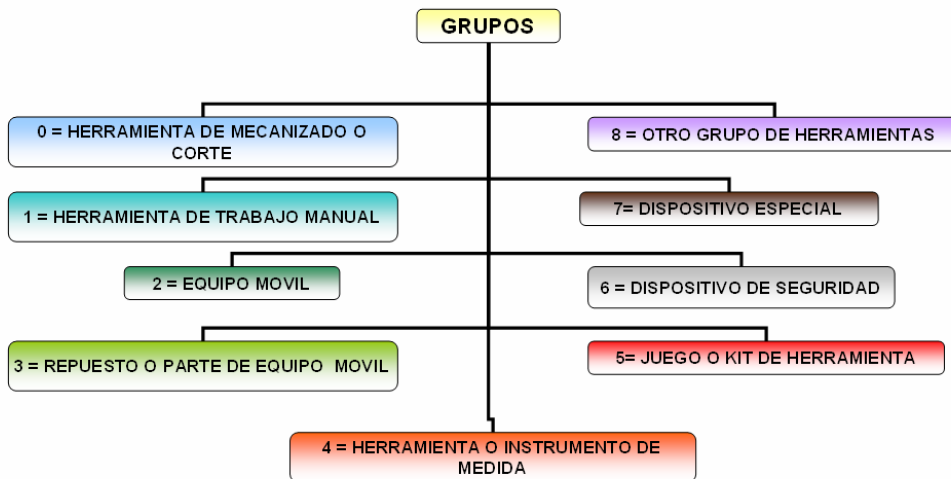 GRUPOS
0 = HERRAMIENTA DE MECANIZADO O
CORTE
8 = OTRO GRUPO DE HERRAMIENTAS
1 = HERRAMIENTA DE TRABAJO MANUAL
7= DISPOSITIVO ESPECIAL
2 = EQUIPO MOVIL
6 = DISPOSITIVO DE SEGURIDAD
3 = REPUESTO O PARTE DE EQUIPO MOVIL
5= JUEGO O KIT DE HERRAMIENTA
4 = HERRAMIENTA O INSTRUMENTO DE
MEDIDA